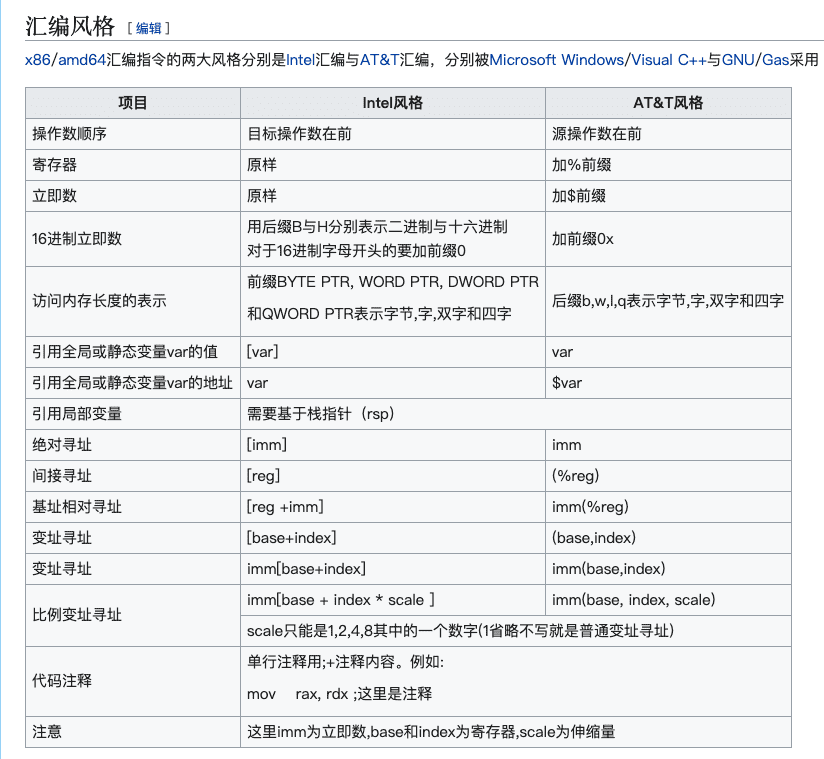 汇编风格 [编辑]
x86/amd64汇编指令的两大风格分别是Intel汇编与AT&T汇编，分别被Microsoft Windows/Visual C++与GNU/Gas采用
项目 Intel风格 AT&T风格
操作数顺序 目标操作数在前 源操作数在前
寄存器 原样 加%前缀
立即数 原样 加$前缀
16进制立即数 用后缀B与H分别表示二进制与十六进制
对于16进制字母开头的要加前缀0 加前缀0x
访问内存长度的表示 前缀BYTE PTR, WORD PTR, DWORD PTR
和QWORD PTR表示字节,字,双字和四字 后缀b,w,l,q表示字节,字,双字和四字
引用全局或静态变量var的值 [var] var
引用全局或静态变量var的地址 var $var
引用局部变量 需要基于栈指针（rsp）
绝对寻址 [imm] imm
间接寻址 [reg] (%reg)
基址相对寻址 [reg +imm] imm(%reg)
变址寻址 [base+index] (base,index)
变址寻址 imm[base+index] imm(base,index)
比例变址寻址 imm[base + index * scale ] imm(base, index, scale)
scale只能是1,2,4,8其中的一个数字(1省略不写就是普通变址寻址)
代码注释 单行注释用;+注释内容。例如:
mov rax, rdx ;这里是注释
注意 这里imm为立即数,base和index为寄存器,scale为伸缩量